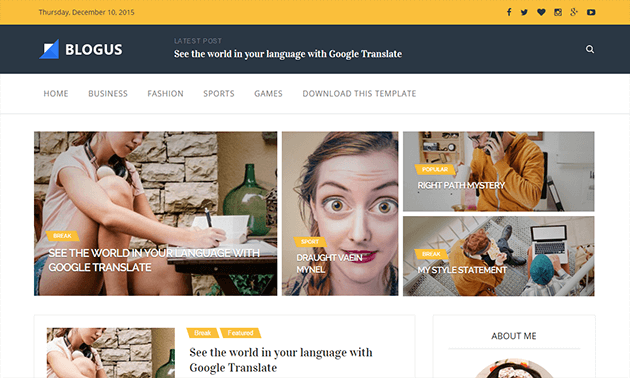 Thursday, December 10, 2015
BLOGUS
LATEST POST
See the world in your language with Google Translate
HOME
BUSINESS
FASHION
SPORTS
GAMES
DOWNLOAD THIS TEMPLATE
BREAK
SEE THE WORLD IN YOUR LANGUAGE WITH
GOOGLE TRANSLATE
SPORT
DRAUGHT VAEIN
MYNEL
POPULAR
RIGHT PATH MYSTERY
BREAK
MY STYLE STATEMENT
Break
Featured
See the world in your language with
Google Translate
ABOUT ME